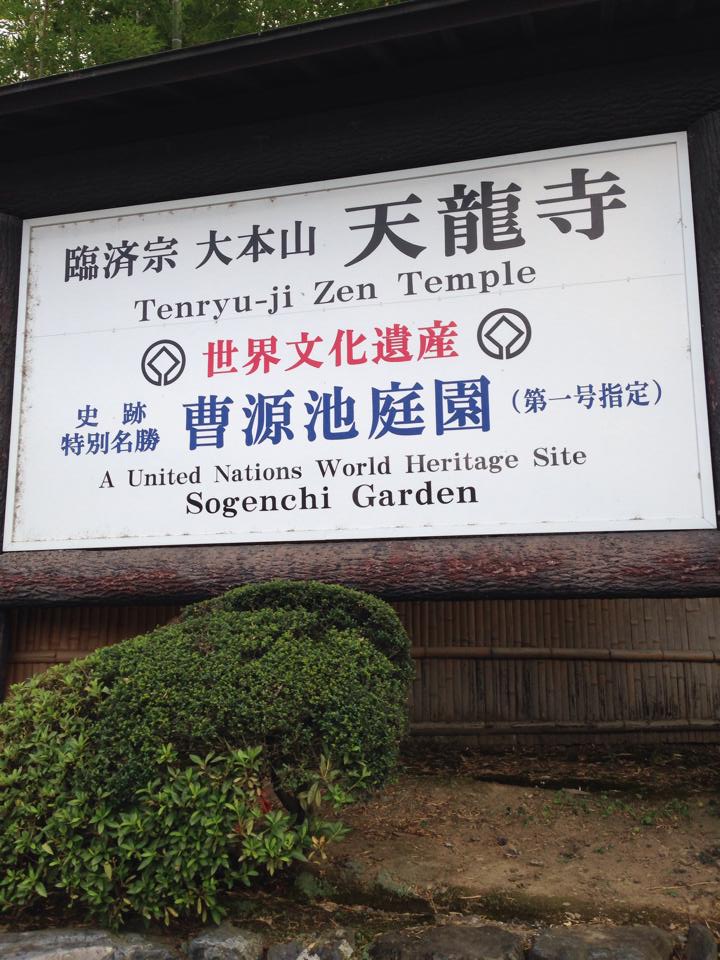 臨済宗 大本山 天龍寺
Tenryu-ji Zen Temple
世界文化遺産
史跡
特別名勝 曹源池庭園 (第一号指定)
A United Nations World Heritage Site
Sogenchi Garden